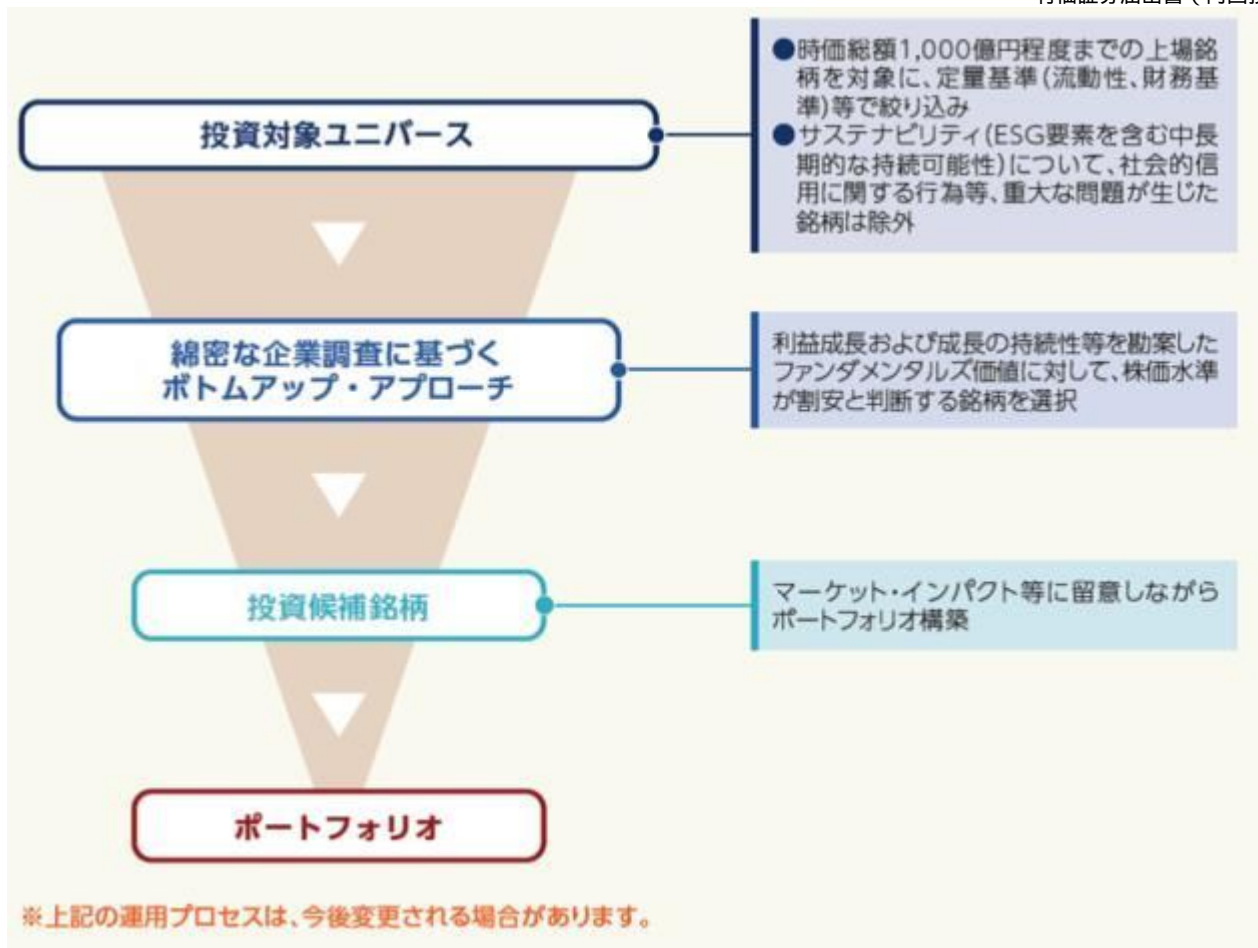 投資対象ユニバース
●時価総額1,000億円程度までの上場銘
柄を対象に、定量基準(流動性、財務基
準)等で絞り込み
●サステナビリティ(ESG要素を含む中長
期的な持続可能性)について、社会的信
用に関する行為等、重大な問題が生じた
銘柄は除外
綿密な企業調査に基づく
ボトムアップ・アプローチ
利益成長および成長の持続性等を勘案した
ファンダメンタルズ価値に対して、株価水準
が割安と判断する銘柄を選択
投資候補銘柄
マーケット・インパクト等に留意しながら
ポートフォリオ構築
ポートフォリオ
※上記の運用プロセスは、今後変更される場合があります。